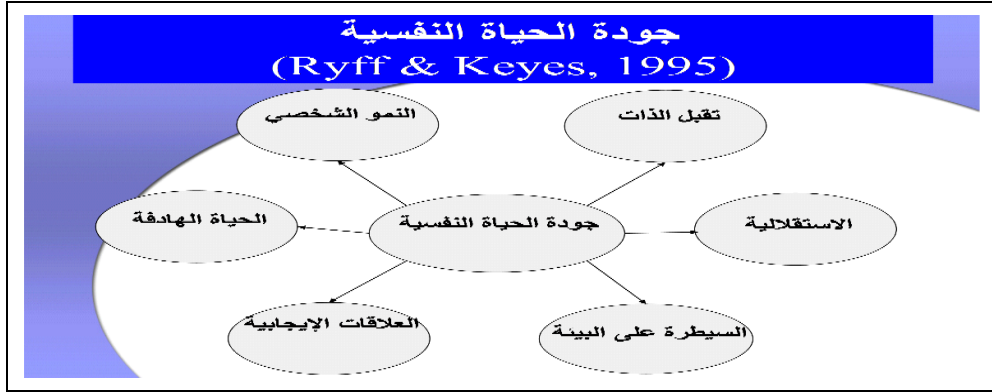 جودة الحياة النفسية
(Ryff & Keyes, 1995)
تقبل الذات
النمو الشخصي
الاستقلالية
جودة الحياة النفسية
الحياة الهادفة
السيطرة على البيئة
العلاقات الإيجابية